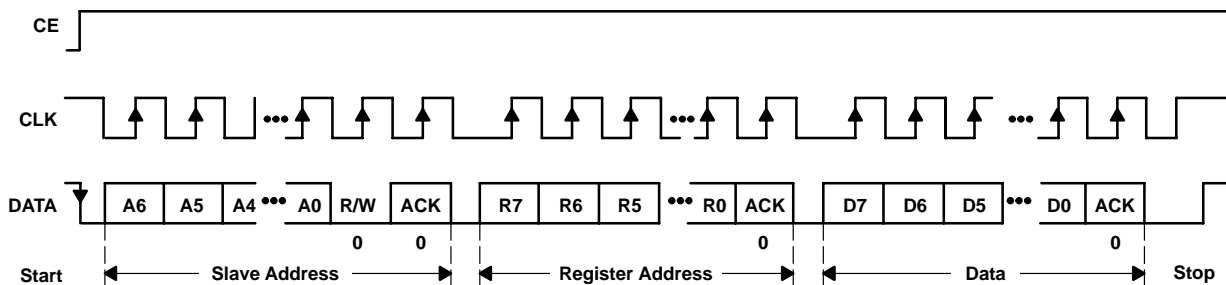 CE
CLK
DATA A6 A5 A4 ••• A0 R/W ACK R7 R6 R5 ••• R0 ACK D7 D6 D5 ••• D0 ACK
0 0 0 0
Start Slave Address Register Address Data Stop